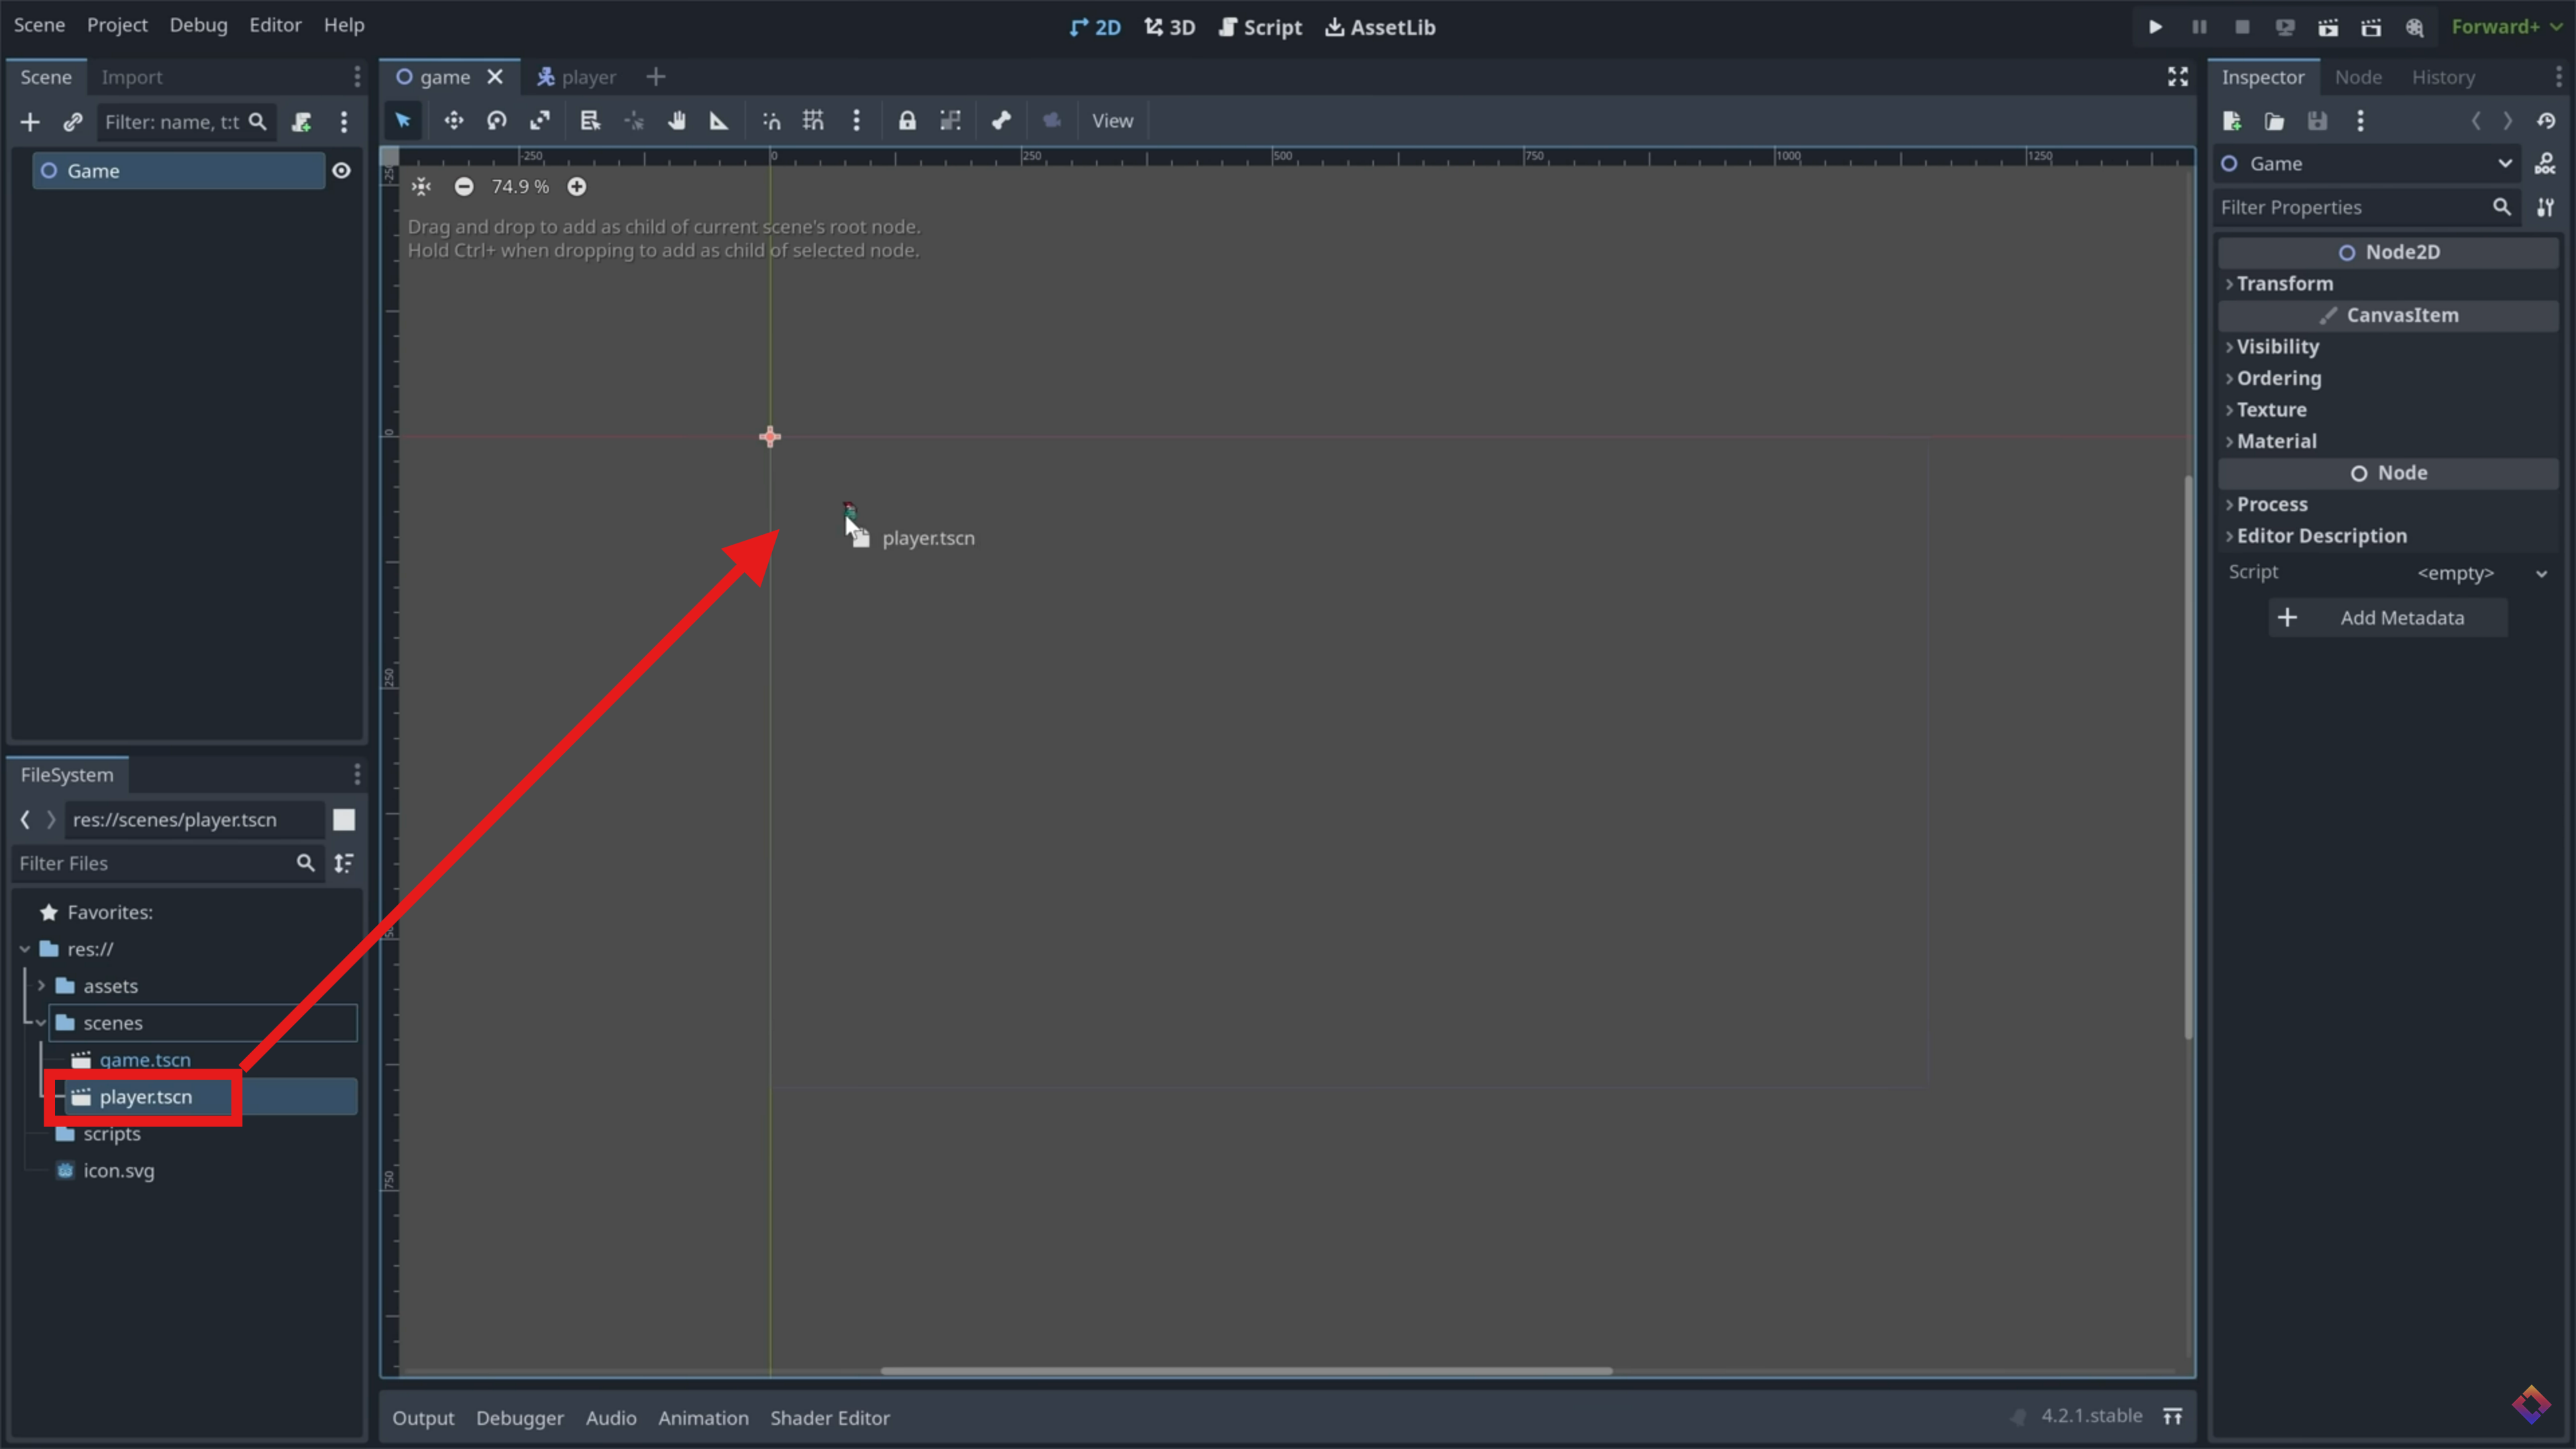 Scene Project Debug Editor Help
2D 3D Script AssetLib
Forward+
Scene Import
Filter: name, t:t
Game
game player
View
-250 0 250 500 750 1000 1250
74.9 %
Drag and drop to add as child of current scene's root node.
Hold Ctrl+ when dropping to add as child of selected node.
0
250
750
player.tscn
FileSystem
res://scenes/player.tscn
Filter Files
Favorites:
res://
assets
scenes
game.tscn
player.tscn
scripts
icon.svg
Output Debugger Audio Animation Shader Editor
4.2.1.stable
Inspector Node History
Game
DOC
Filter Properties
Node2D
Transform
CanvasItem
Visibility
Ordering
Texture
Material
Node
Process
Editor Description
Script <empty>
Add Metadata